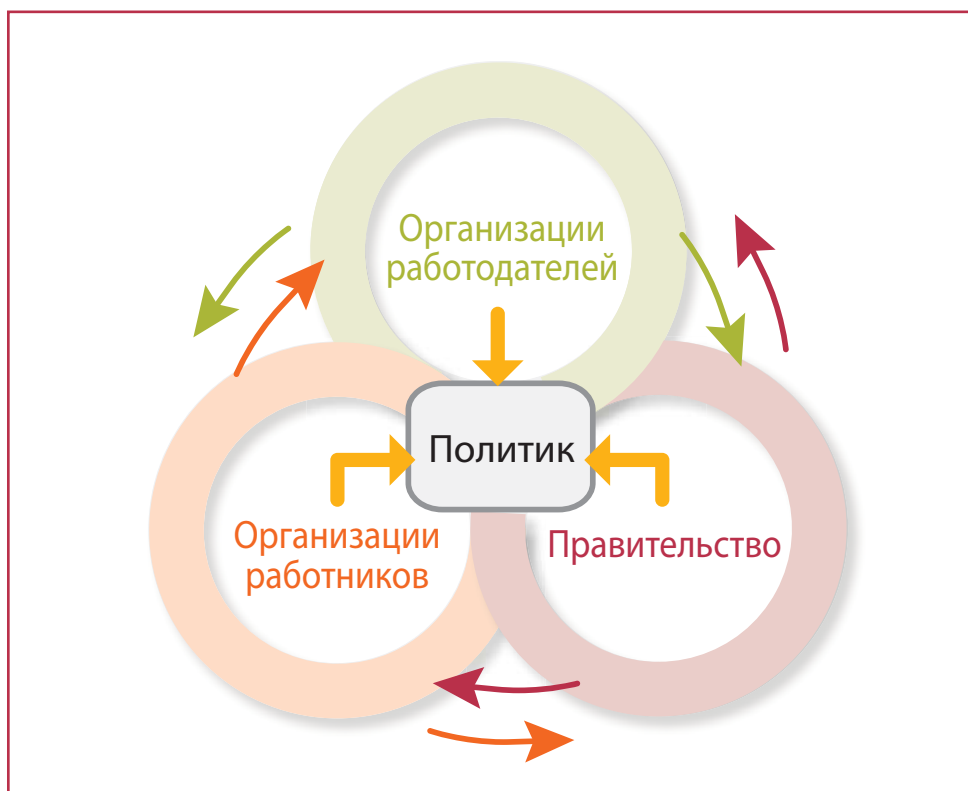 Организации
работодателей
Политик
Организации
работников
Правительство